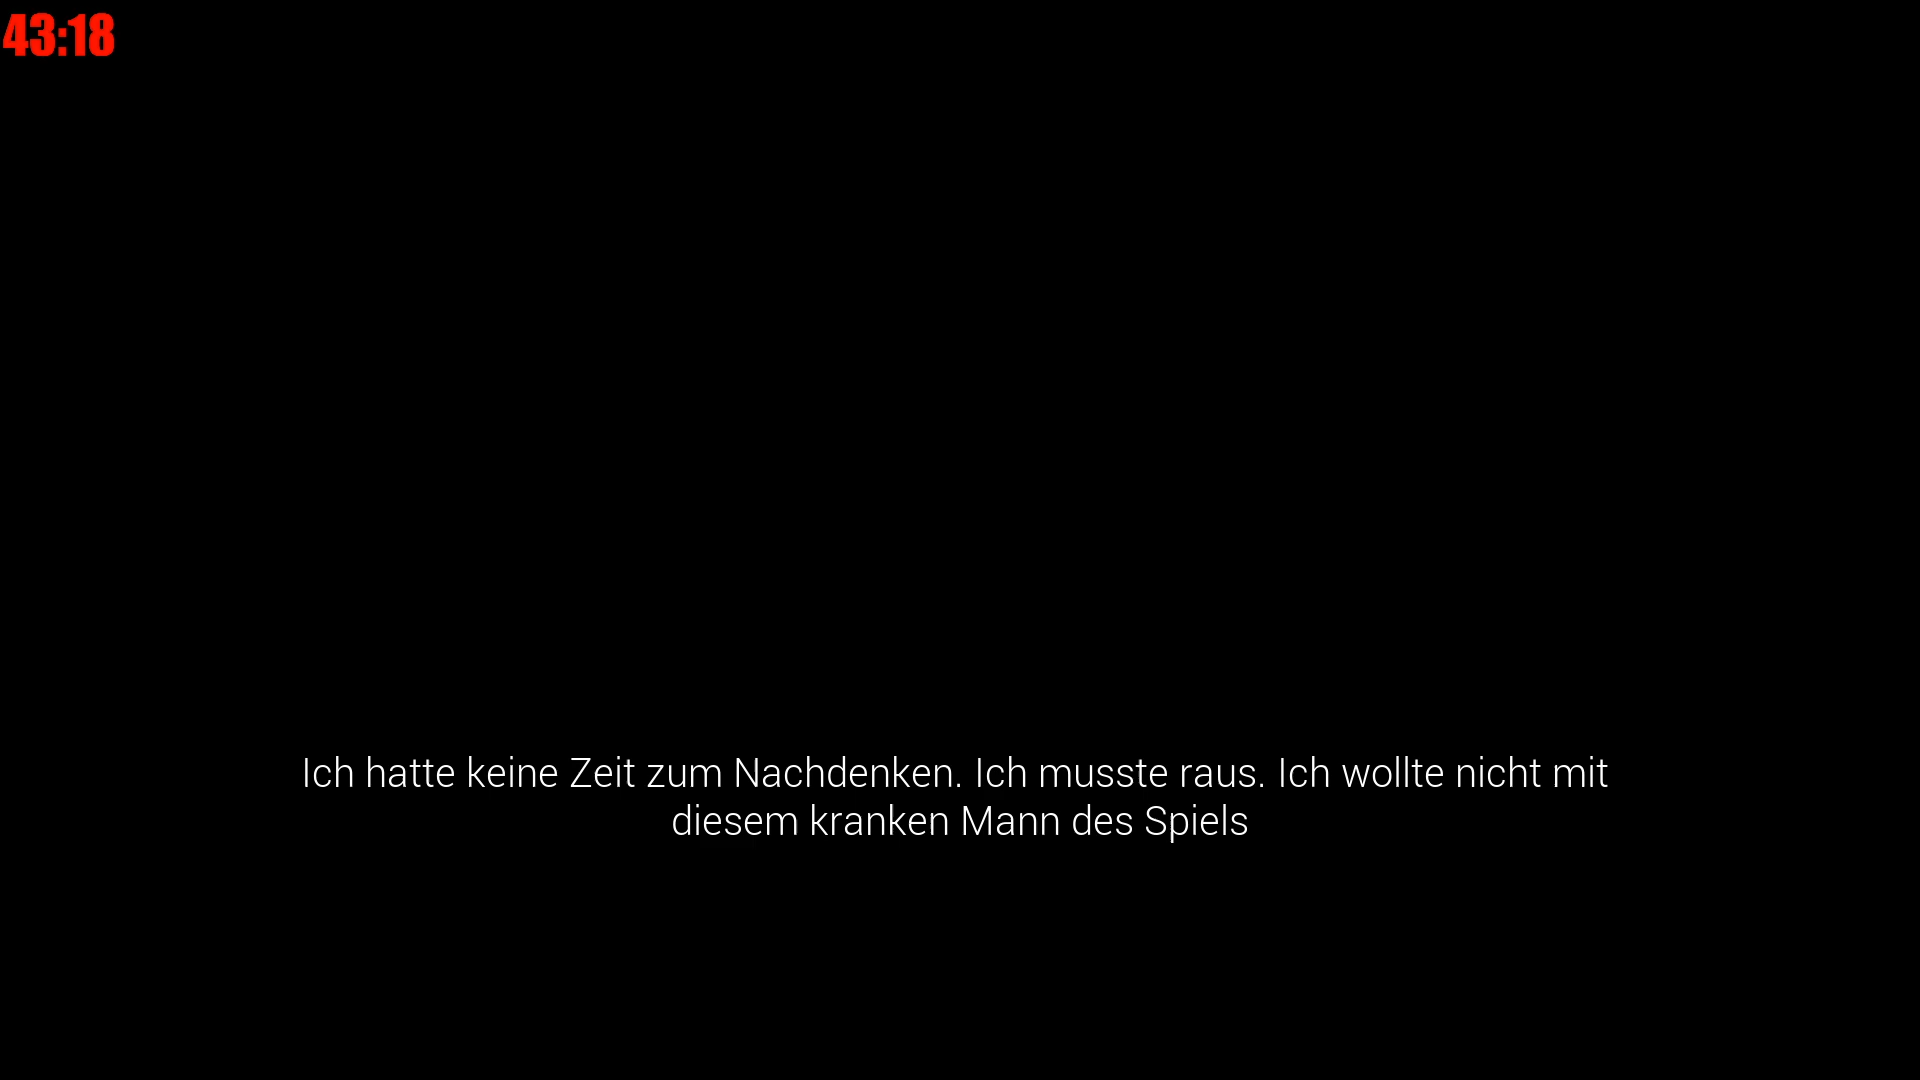 43:18
Ich hatte keine Zeit zum Nachdenken. Ich musste raus. Ich wollte nicht mit
diesem kranken Mann des Spiels